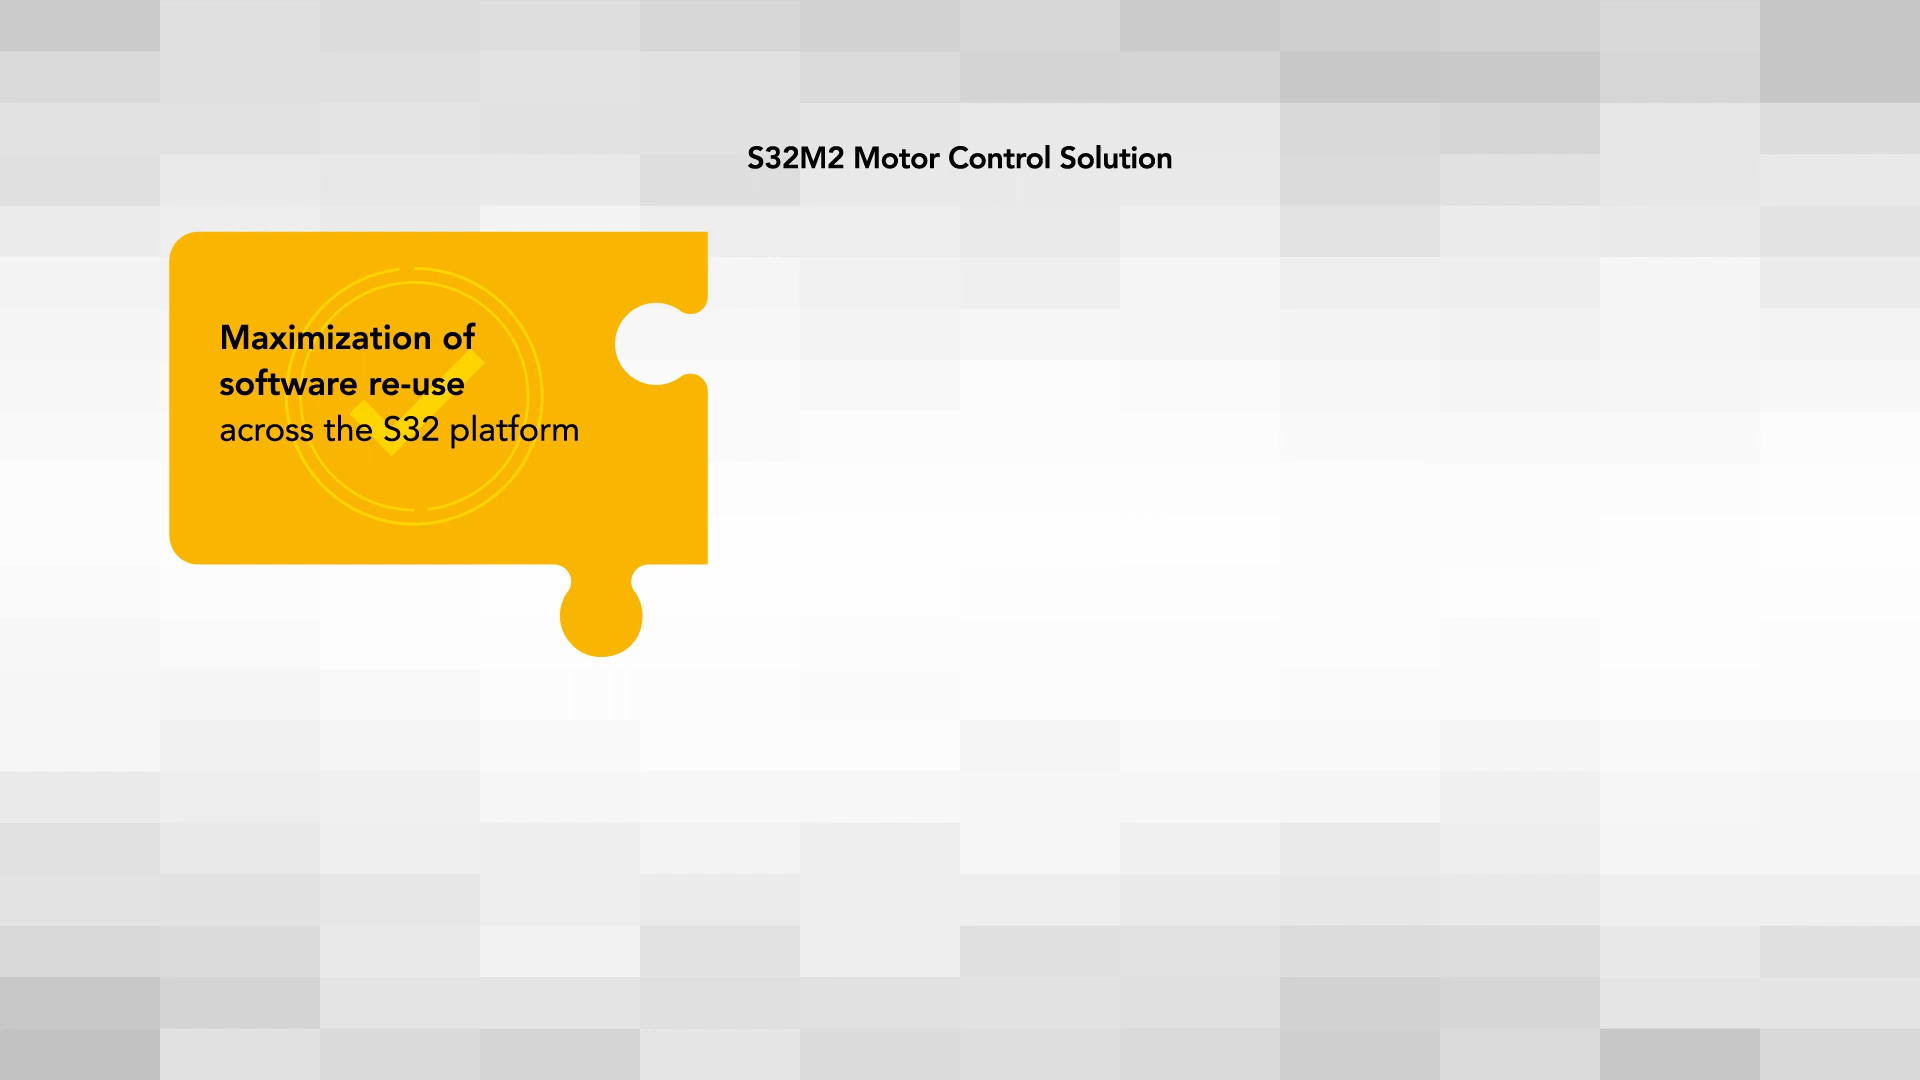 S32M2 Motor Control Solution
Maximization of
software re-use
across the S32 platform